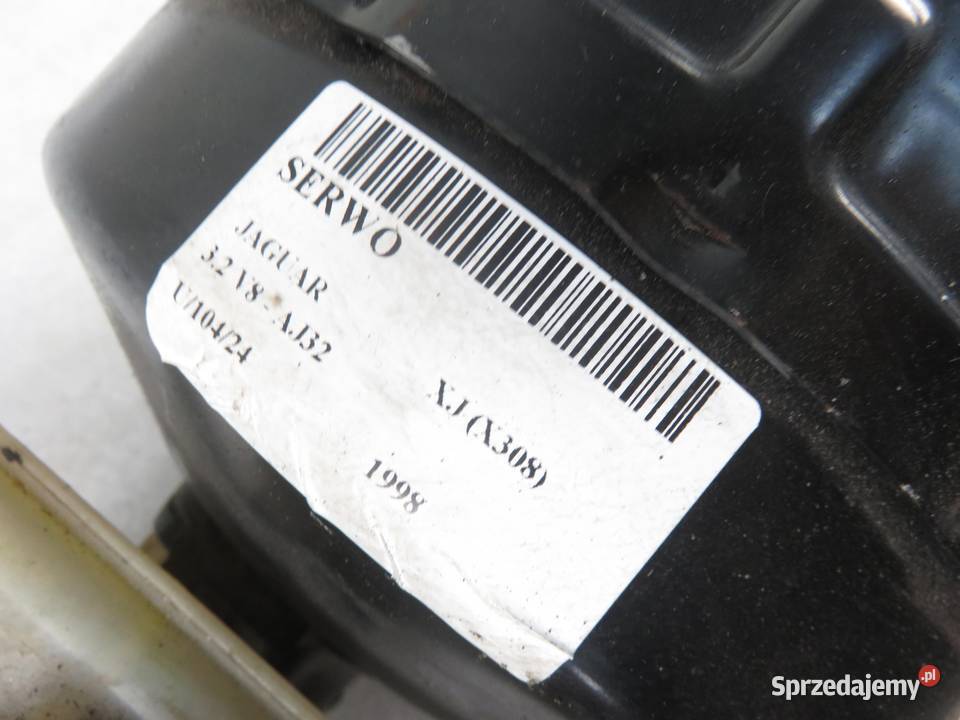 SERWO
JAGUAR XJ (X308)
3.2 V8 - AJ32 1998
U/104/24
Sprzedajemy.pl